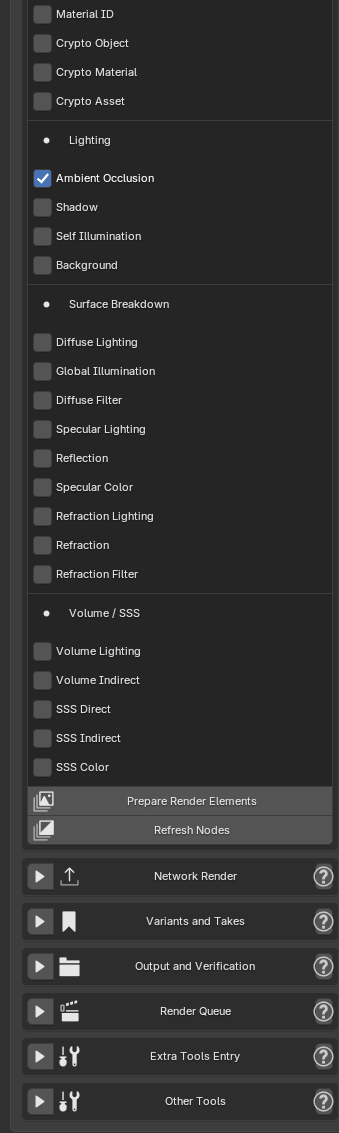 Material ID
Crypto Object
Crypto Material
Crypto Asset
Lighting
Ambient Occlusion
Shadow
Self Illumination
Background
Surface Breakdown
Diffuse Lighting
Global Illumination
Diffuse Filter
Specular Lighting
Reflection
Specular Color
Refraction Lighting
Refraction
Refraction Filter
Volume / SSS
Volume Lighting
Volume Indirect
SSS Direct
SSS Indirect
SSS Color
Prepare Render Elements
Refresh Nodes
Network Render ?
Variants and Takes ?
Output and Verification ?
Render Queue ?
Extra Tools Entry ?
Other Tools ?